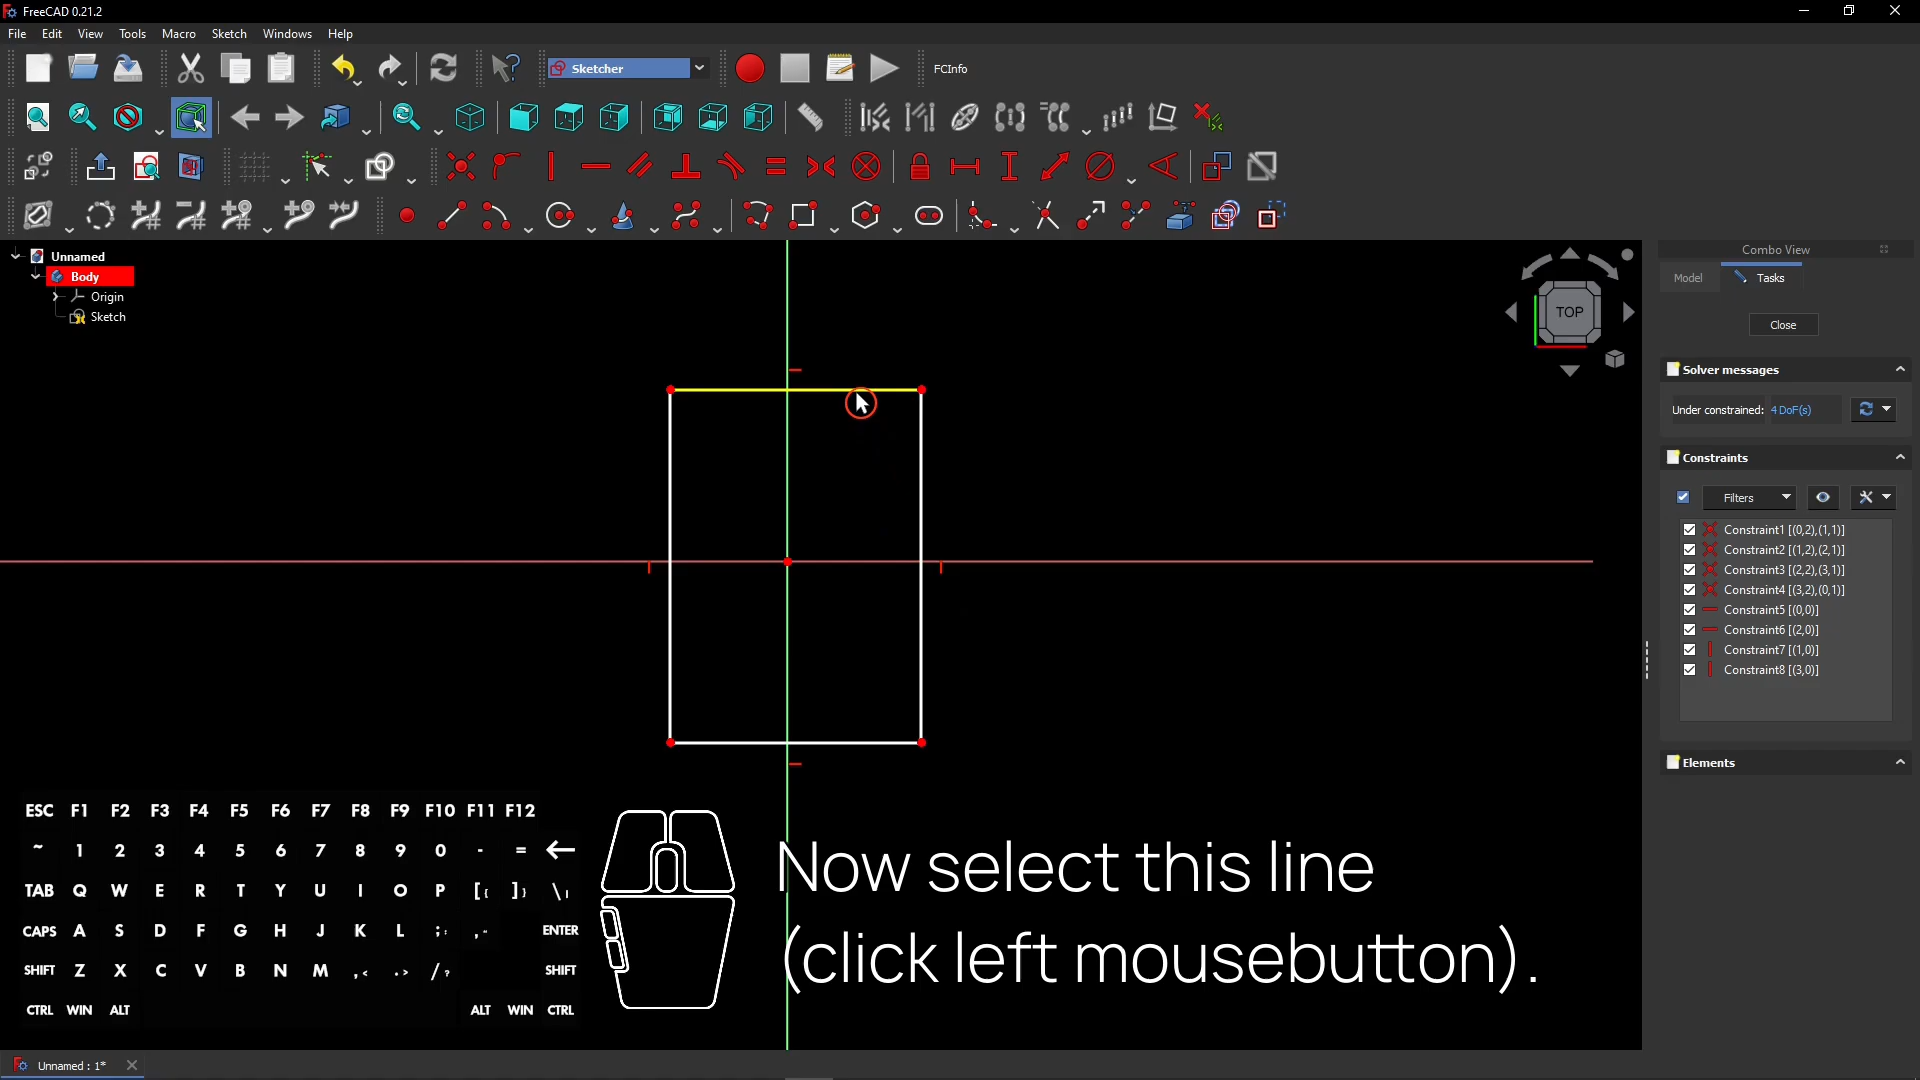 FreeCAD 0.21.2
File Edit View Tools Macro Sketch Windows Help
Sketcher
FCInfo
Unnamed
Body
Origin
Sketch
TOP
Combo View
Model Tasks
Close
Solver messages
Under constrained: 4 DoF(s)
Constraints
Filters
Constraint1 [(0,2),(1,1)]
Constraint2 [(1,2),(2,1)]
Constraint3 [(2,2),(3,1)]
Constraint4 [(3,2),(0,1)]
Constraint5 [(0,0)]
Constraint6 [(2,0)]
Constraint7 [(1,0)]
Constraint8 [(3,0)]
Elements
ESC F1 F2 F3 F4 F5 F6 F7 F8 F9 F10 F11 F12
~ 1 2 3 4 5 6 7 8 9 0 - = ←
TAB Q W E R T Y U I O P [{ ]} \|
CAPS A S D F G H J K L ;: ," ENTER
SHIFT Z X C V B N M ,< .> /? SHIFT
CTRL WIN ALT ALT WIN CTRL
Now select this line
(click left mousebutton).
Unnamed : 1*